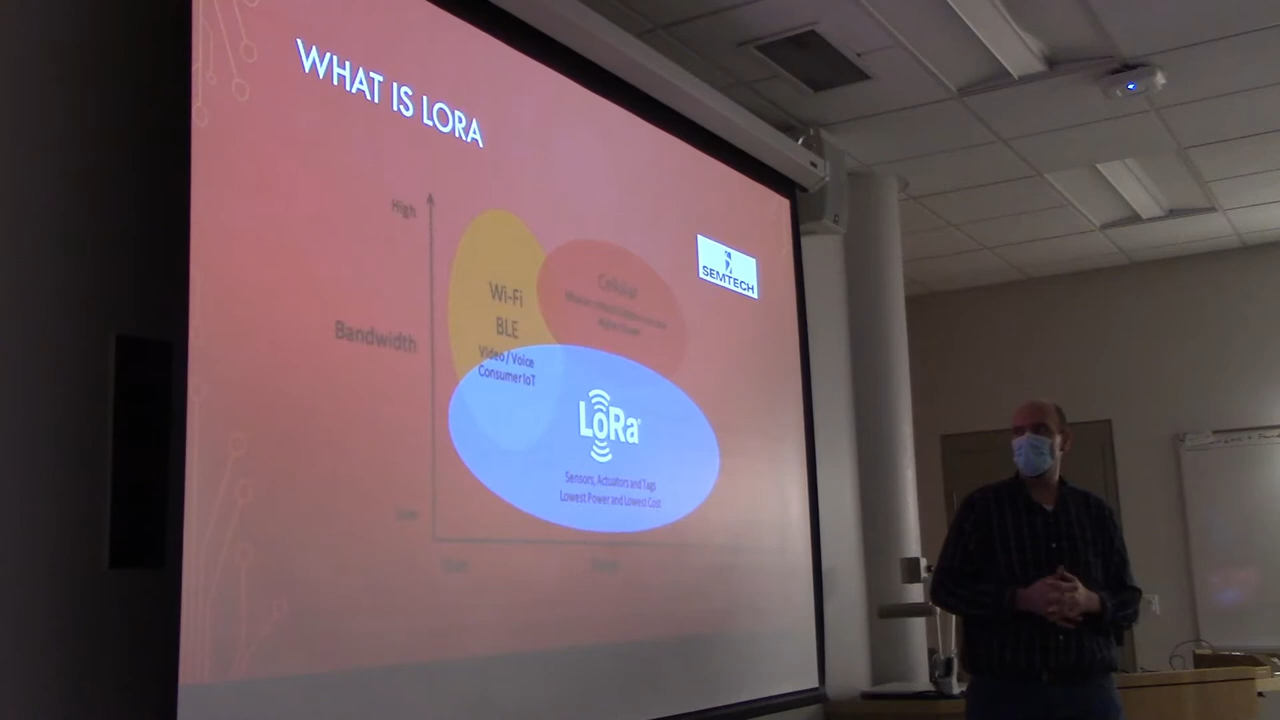 WHAT IS LORA
High
Bandwidth
Wi-Fi
BLE
Video / Voice
Consumer IoT
Cellular
SEMTECH
LoRa
Sensors, Actuators and Tags
Lowest Power and Lowest Cost